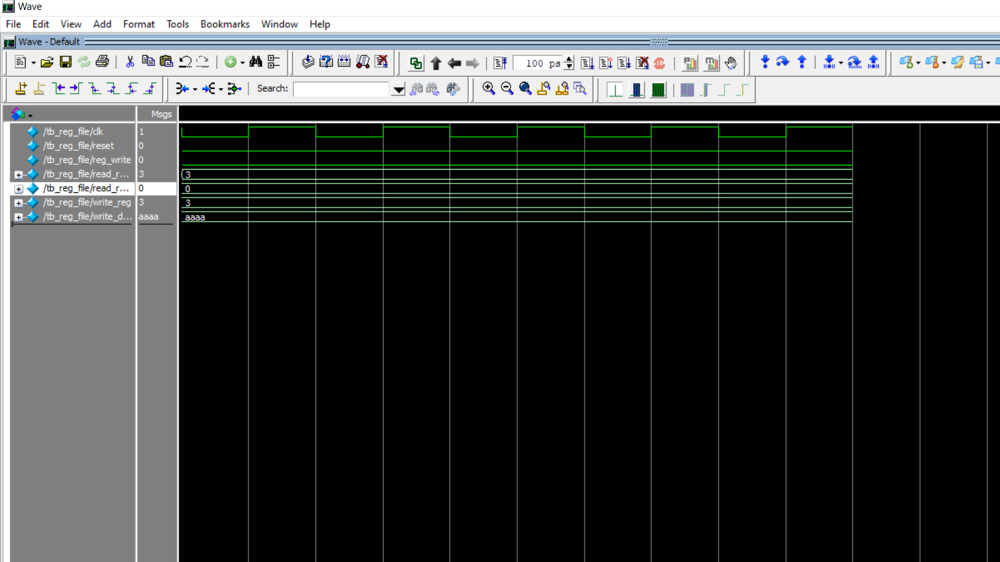 Wave
File Edit View Add Format Tools Bookmarks Window Help
Wave - Default
100 ps
Search:
Msgs
/tb_reg_file/clk 1
/tb_reg_file/reset 0
/tb_reg_file/reg_write 0
/tb_reg_file/read_r... 3 3
/tb_reg_file/read_r... 0 0
/tb_reg_file/write_reg 3 3
/tb_reg_file/write_d... aaaa aaaa